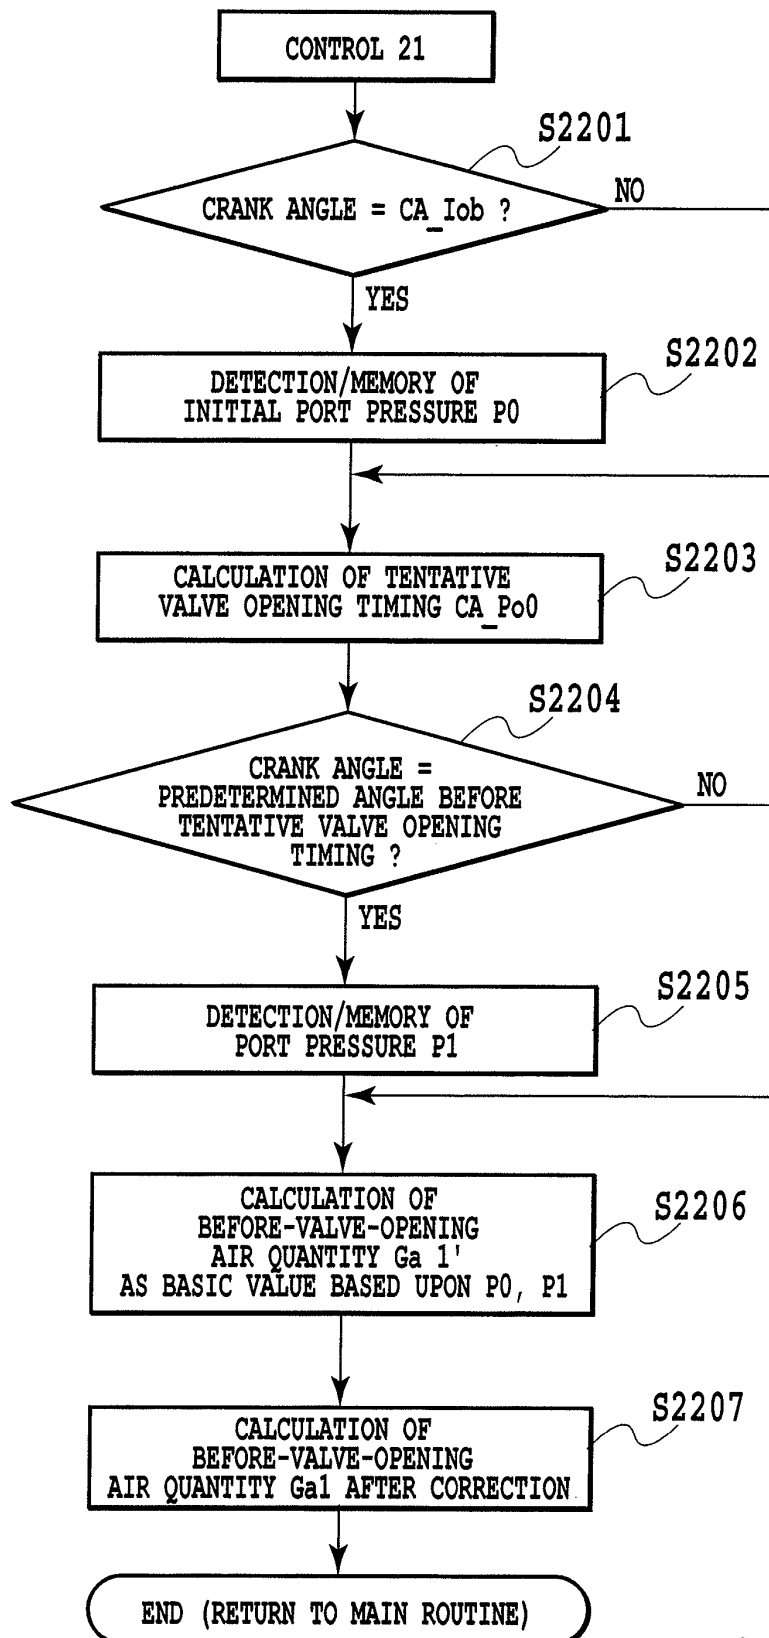 CONTROL 21
S2201
CRANK ANGLE = CA_Iob ?
NO
YES
S2202
DETECTION/MEMORY OF
INITIAL PORT PRESSURE P0
S2203
CALCULATION OF TENTATIVE
VALVE OPENING TIMING CA_Po0
S2204
CRANK ANGLE =
PREDETERMINED ANGLE BEFORE
TENTATIVE VALVE OPENING
TIMING ?
NO
YES
S2205
DETECTION/MEMORY OF
PORT PRESSURE P1
S2206
CALCULATION OF
BEFORE-VALVE-OPENING
AIR QUANTITY Ga 1'
AS BASIC VALUE BASED UPON P0, P1
S2207
CALCULATION OF
BEFORE-VALVE-OPENING
AIR QUANTITY Ga1 AFTER CORRECTION
END (RETURN TO MAIN ROUTINE)